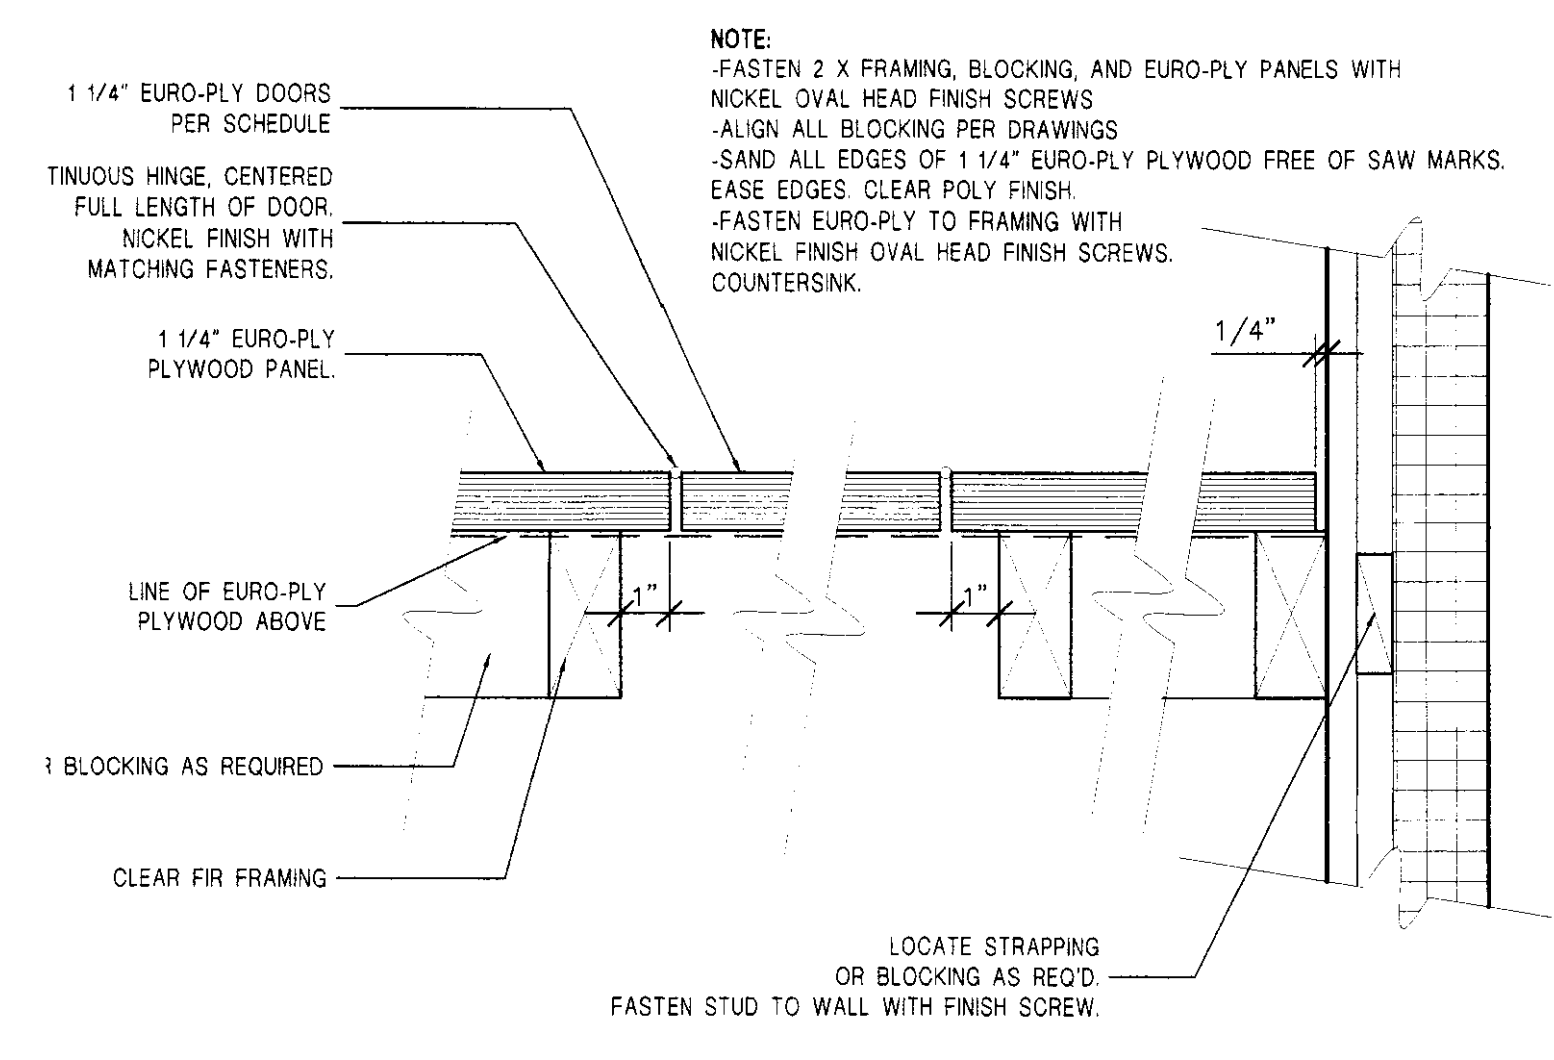 NOTE:
-FASTEN 2 X FRAMING, BLOCKING, AND EURO-PLY PANELS WITH
NICKEL OVAL HEAD FINISH SCREWS
-ALIGN ALL BLOCKING PER DRAWINGS
-SAND ALL EDGES OF 1 1/4" EURO-PLY PLYWOOD FREE OF SAW MARKS.
EASE EDGES. CLEAR POLY FINISH.
-FASTEN EURO-PLY TO FRAMING WITH
NICKEL FINISH OVAL HEAD FINISH SCREWS.
COUNTERSINK.
1 1/4" EURO-PLY DOORS
PER SCHEDULE
TINUOUS HINGE, CENTERED
FULL LENGTH OF DOOR.
NICKEL FINISH WITH
MATCHING FASTENERS.
1 1/4" EURO-PLY
PLYWOOD PANEL.
1/4"
LINE OF EURO-PLY
PLYWOOD ABOVE
1"
1"
BLOCKING AS REQUIRED
CLEAR FIR FRAMING
LOCATE STRAPPING
OR BLOCKING AS REQ'D.
FASTEN STUD TO WALL WITH FINISH SCREW.